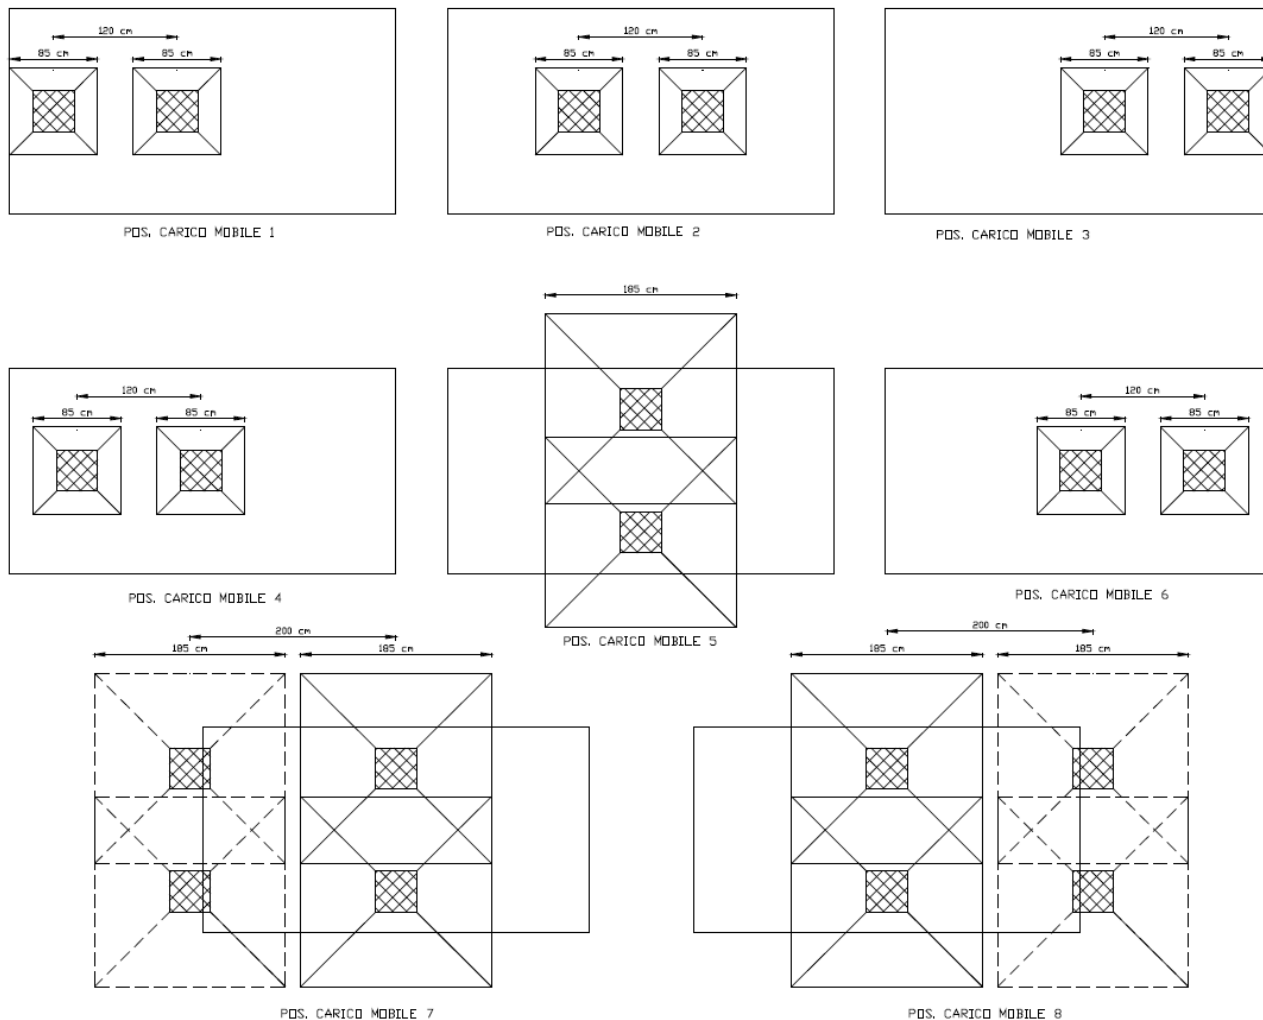 120 cm
85 cm 85 cm
POS. CARICO MOBILE 1
120 cm
85 cm 85 cm
POS. CARICO MOBILE 2
120 cm
85 cm 85 cm
POS. CARICO MOBILE 3
120 cm
85 cm 85 cm
POS. CARICO MOBILE 4
185 cm
POS. CARICO MOBILE 5
120 cm
85 cm 85 cm
POS. CARICO MOBILE 6
200 cm
185 cm 185 cm
POS. CARICO MOBILE 7
200 cm
185 cm 185 cm
POS. CARICO MOBILE 8